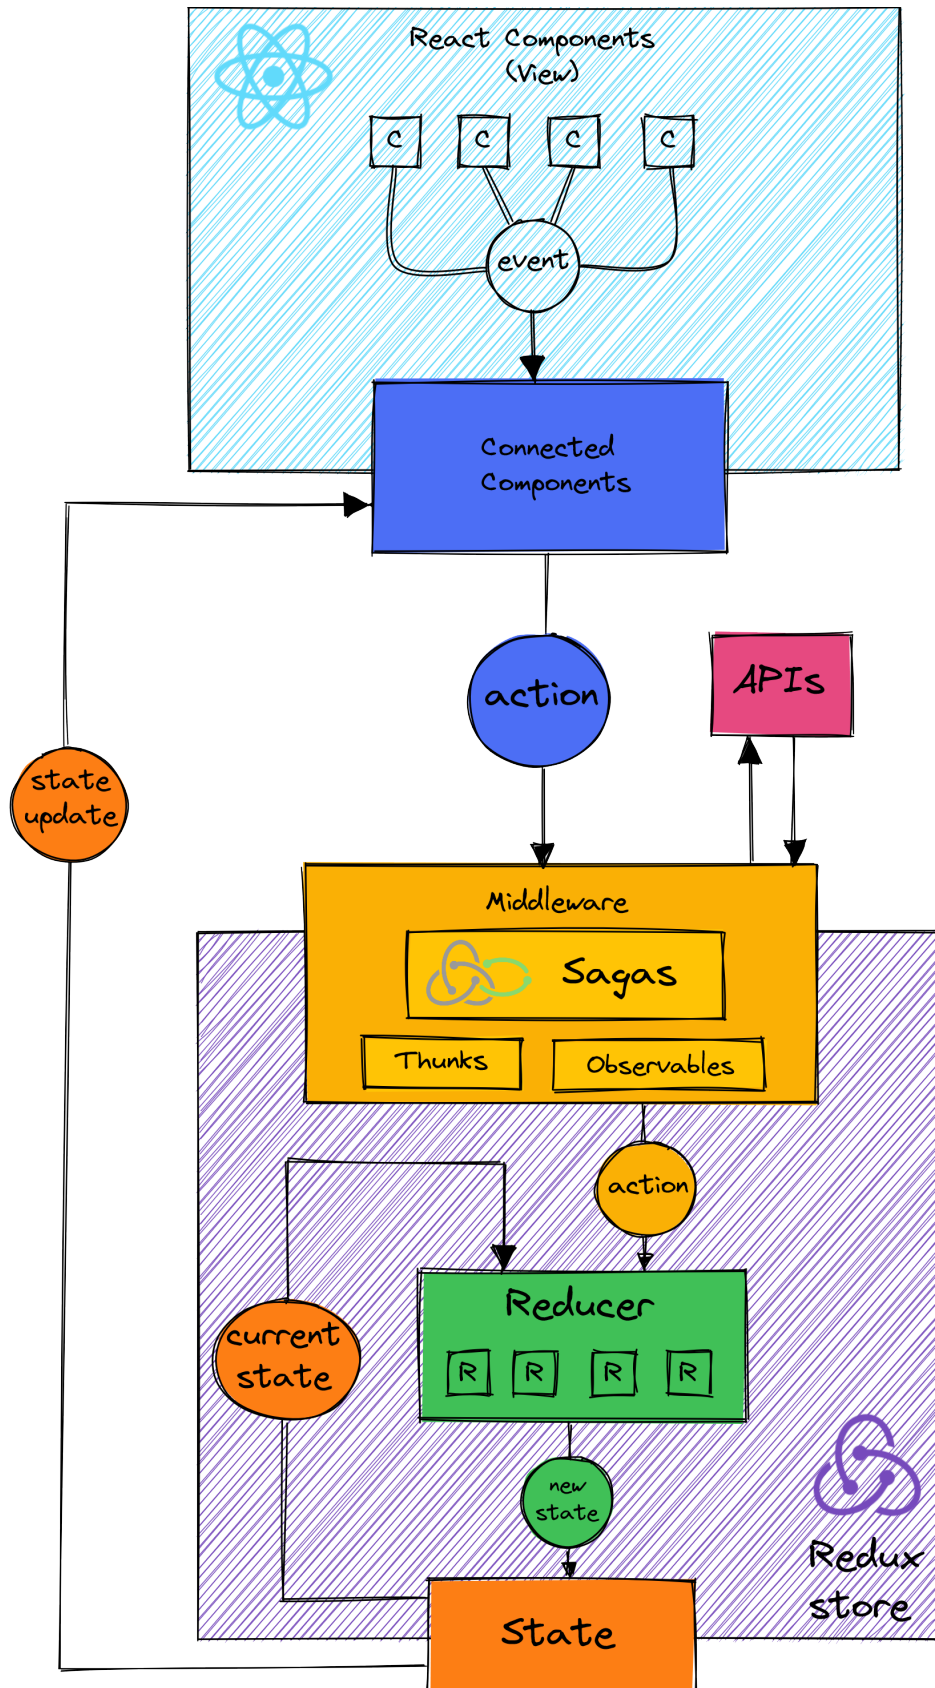 React Components
(View)
C C C C
event
Connected
Components
action
APIs
state
update
Middleware
Sagas
Thunks
Observables
action
Reducer
R R R R
current
state
new
state
Redux
store
State